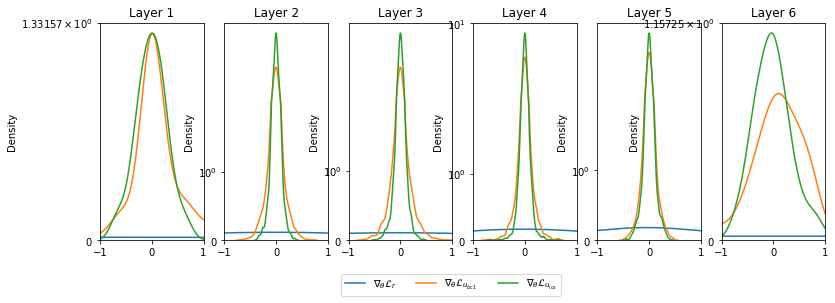 Layer 1 Layer 2 Layer 3 Layer 4 Layer 5 Layer 6
1.33157 × 10⁰ 10¹ 1.15725 × 10⁰
Density Density Density Density Density Density
10⁰ 10⁰ 10⁰ 10⁰
0 0 0 0 0 0
−1 0 1 −1 0 1 −1 0 1 −1 0 1 −1 0 1 −1 0 1
∇θℒr ∇θℒu_bc1 ∇θℒu_ics